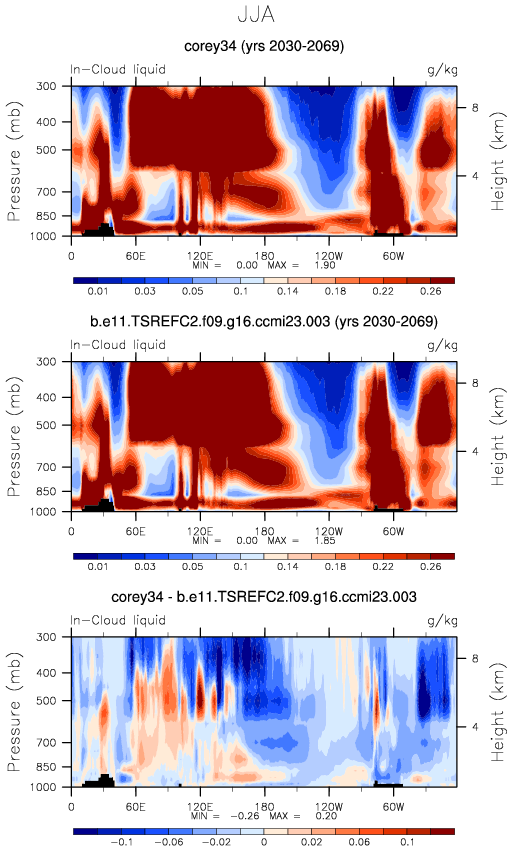 JJA
corey34 (yrs 2030-2069)
In-Cloud liquid g/kg
300
400
500
700
850
1000
Pressure (mb)
8
4
Height (km)
0 60E 120E 180 120W 60W
MIN = 0.00 MAX = 1.90
0.01 0.03 0.05 0.1 0.14 0.18 0.22 0.26
b.e11.TSREFC2.f09.g16.ccmi23.003 (yrs 2030-2069)
In-Cloud liquid g/kg
300
400
500
700
850
1000
Pressure (mb)
8
4
Height (km)
0 60E 120E 180 120W 60W
MIN = 0.00 MAX = 1.85
0.01 0.03 0.05 0.1 0.14 0.18 0.22 0.26
corey34 - b.e11.TSREFC2.f09.g16.ccmi23.003
In-Cloud liquid g/kg
300
400
500
700
850
1000
Pressure (mb)
8
4
Height (km)
0 60E 120E 180 120W 60W
MIN = -0.26 MAX = 0.20
-0.1 -0.06 -0.02 0 0.02 0.06 0.1